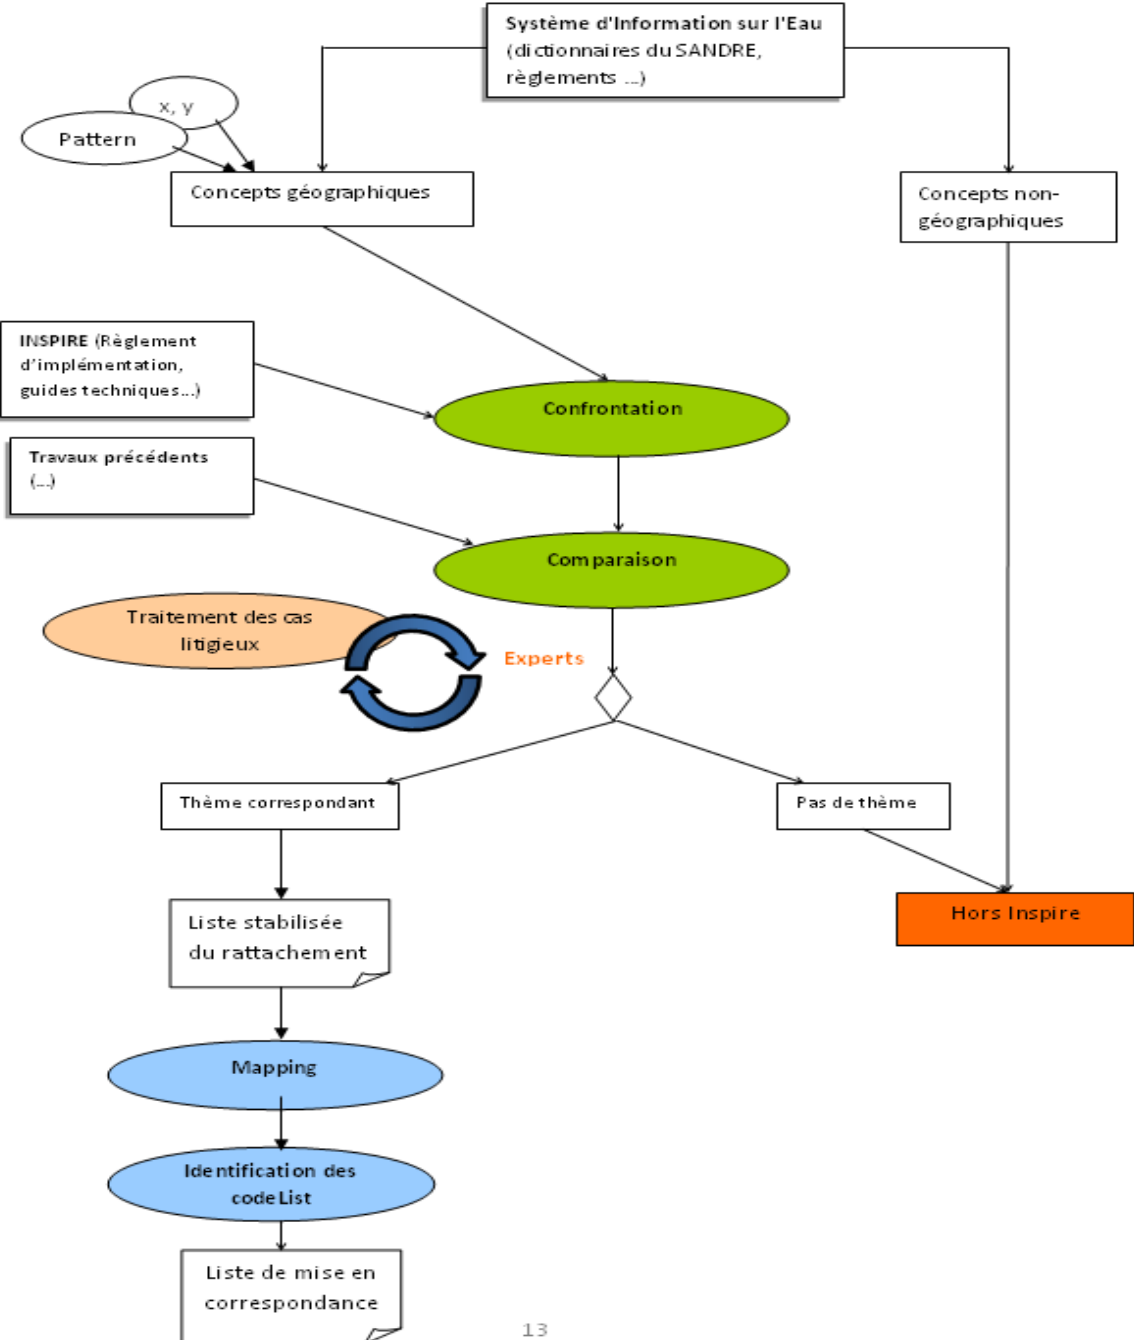 Système d'Information sur l'Eau
(dictionnaires du SANDRE,
règlements ...)
x, y
Pattern
Concepts géographiques
Concepts non-
géographiques
INSPIRE (Règlement
d'implémentation,
guides techniques...)
Confrontation
Travaux précédents
(...)
Comparaison
Traitement des cas
litigieux
Experts
Thème correspondant
Pas de thème
Liste stabilisée
du rattachement
Hors Inspire
Mapping
Identification des
codeList
Liste de mise en
correspondance
13